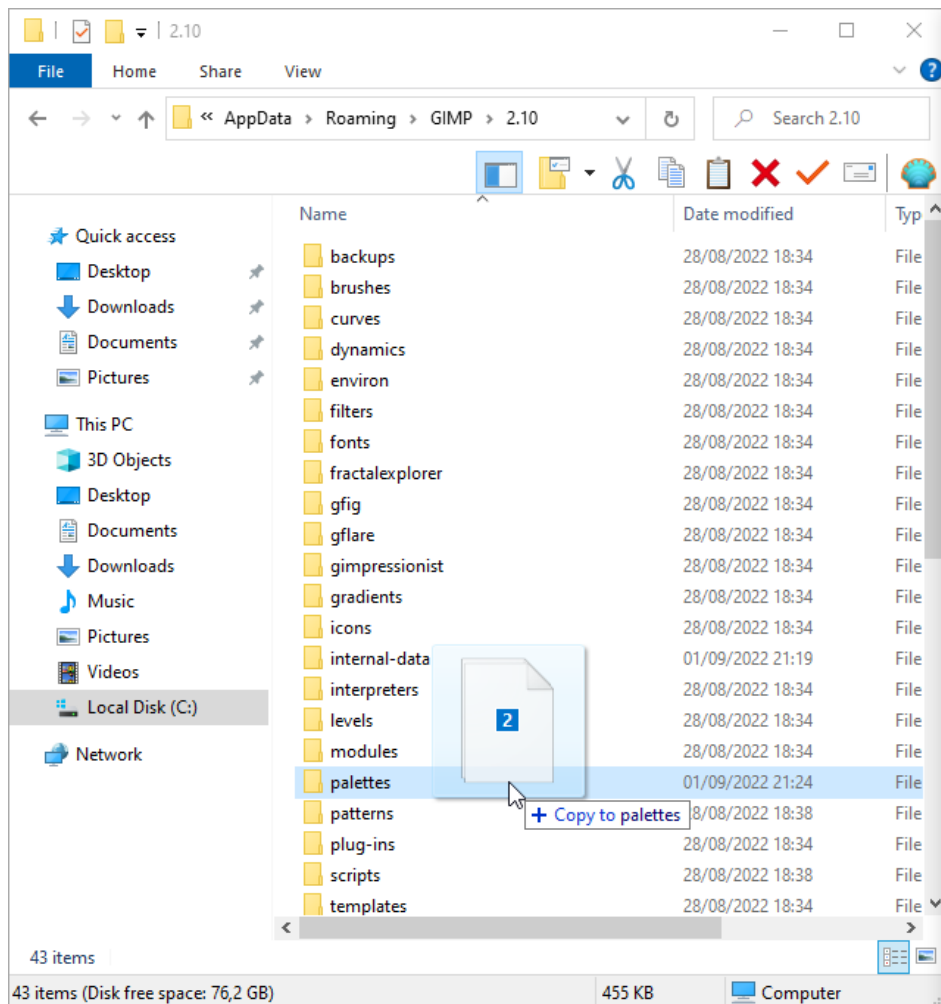 2.10
File Home Share View
« AppData > Roaming > GIMP > 2.10 Search 2.10
Name Date modified Typ
Quick access
Desktop
Downloads
Documents
Pictures
This PC
3D Objects
Desktop
Documents
Downloads
Music
Pictures
Videos
Local Disk (C:)
Network
backups 28/08/2022 18:34 File
brushes 28/08/2022 18:34 File
curves 28/08/2022 18:34 File
dynamics 28/08/2022 18:34 File
environ 28/08/2022 18:34 File
filters 28/08/2022 18:34 File
fonts 28/08/2022 18:34 File
fractalexplorer 28/08/2022 18:34 File
gfig 28/08/2022 18:34 File
gflare 28/08/2022 18:34 File
gimpressionist 28/08/2022 18:34 File
gradients 28/08/2022 18:34 File
icons 28/08/2022 18:34 File
internal-data 01/09/2022 21:19 File
interpreters 28/08/2022 18:34 File
levels 28/08/2022 18:34 File
2
modules 28/08/2022 18:34 File
palettes 01/09/2022 21:24 File
+ Copy to palettes
patterns 8/08/2022 18:38 File
plug-ins 28/08/2022 18:34 File
scripts 28/08/2022 18:38 File
templates 28/08/2022 18:34 File
43 items
43 items (Disk free space: 76,2 GB) 455 KB Computer